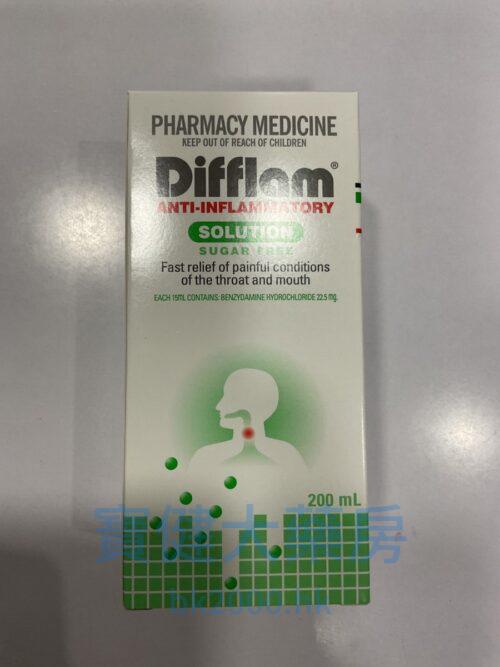 PHARMACY MEDICINE
KEEP OUT OF REACH OF CHILDREN
Difflam®
ANTI-INFLAMMATORY
SOLUTION
SUGAR FREE
Fast relief of painful conditions
of the throat and mouth
EACH 15ML CONTAINS: BENZYDAMINE HYDROCHLORIDE 22.5 mg.
200 mL
寶健大藥房
bk2000.hk